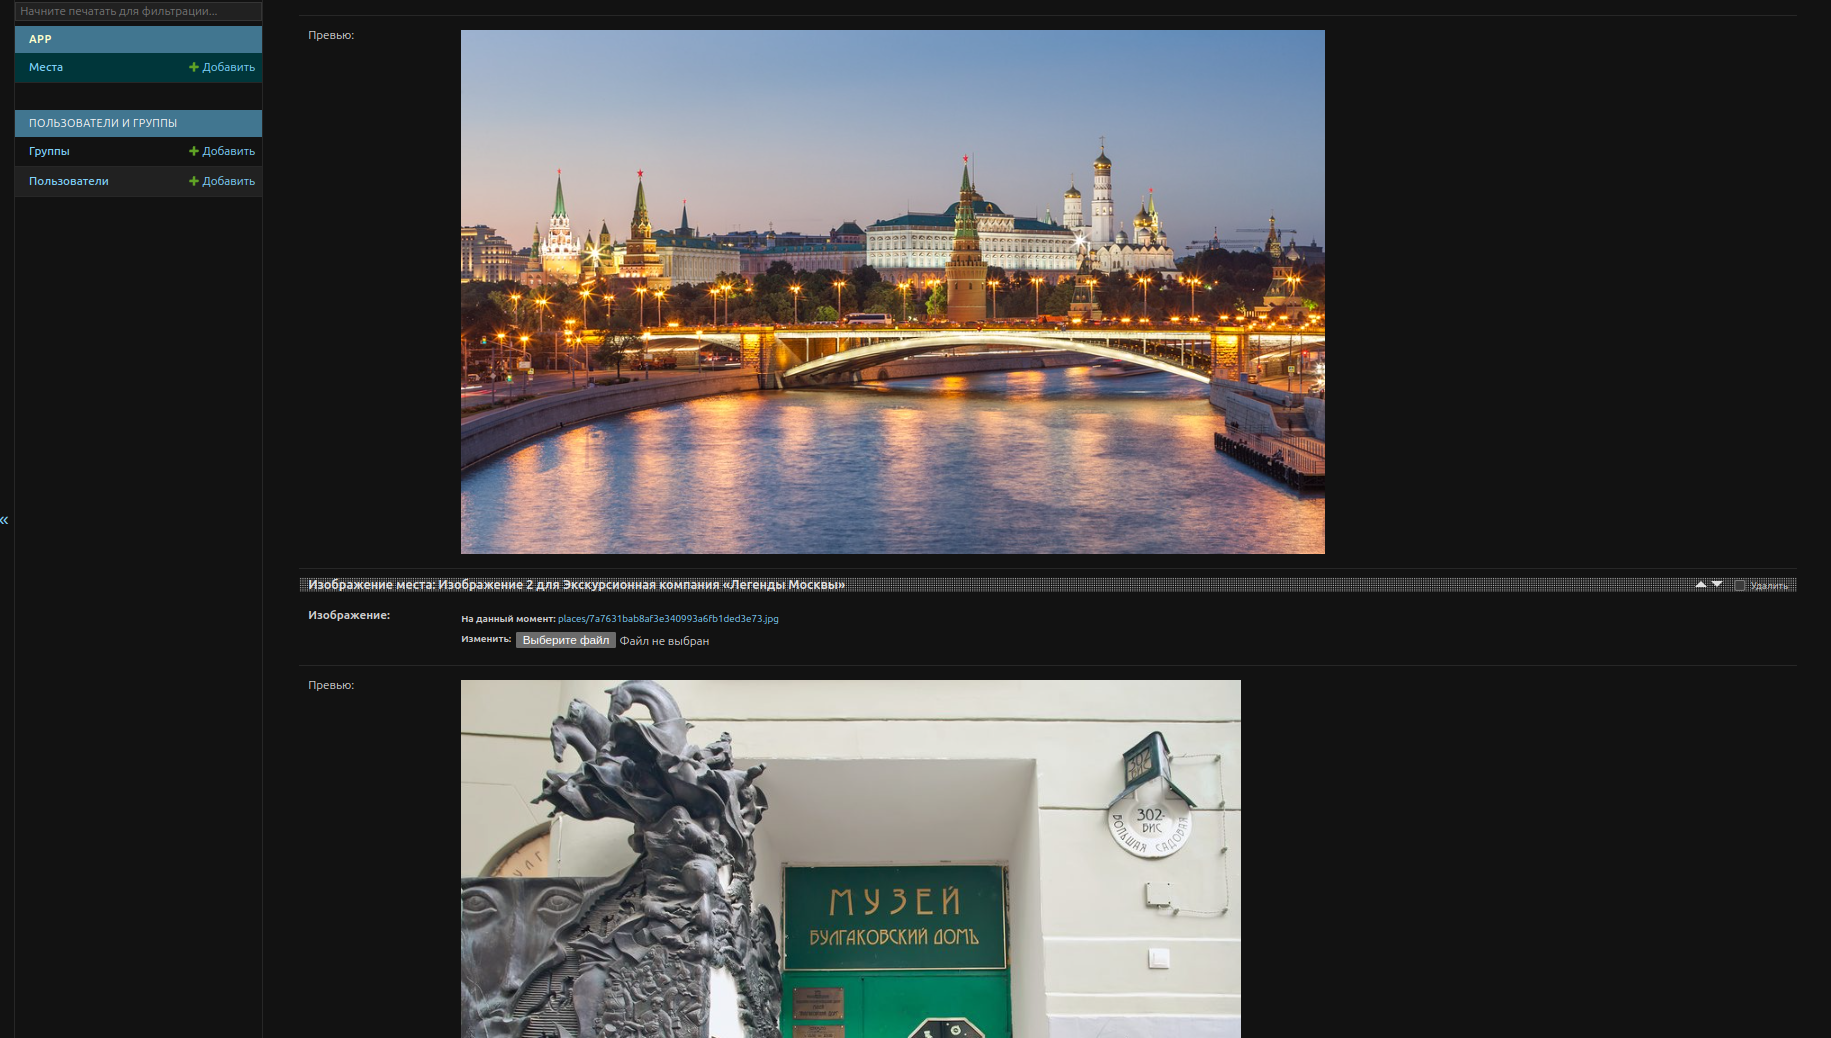 Начните печатать для фильтрации...
APP
Места
Добавить
ПОЛЬЗОВАТЕЛИ И ГРУППЫ
Группы
Добавить
Пользователи
Добавить
«
Превью:
Изображение места: Изображение 2 для Экскурсионная компания «Легенды Москвы»
Удалить
Изображение:
На данный момент: places/7a7631bab8af3e340993a6fb1ded3e73.jpg
Изменить: Выберите файл Файл не выбран
Превью:
302-
БИС
БОЛЬШАЯ САДОВАЯ
МУЗЕЙ
БУЛГАКОВСКИЙ ДОМЪ